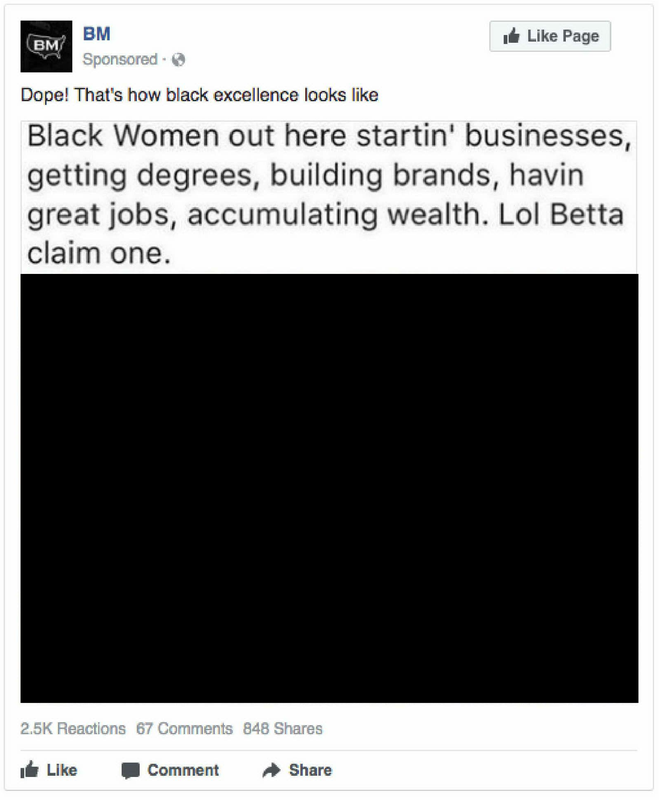 BM
BM
Like Page
Sponsored ·
Dope! That's how black excellence looks like
Black Women out here startin' businesses,
getting degrees, building brands, havin
great jobs, accumulating wealth. Lol Betta
claim one.
2.5K Reactions 67 Comments 848 Shares
Like Comment Share